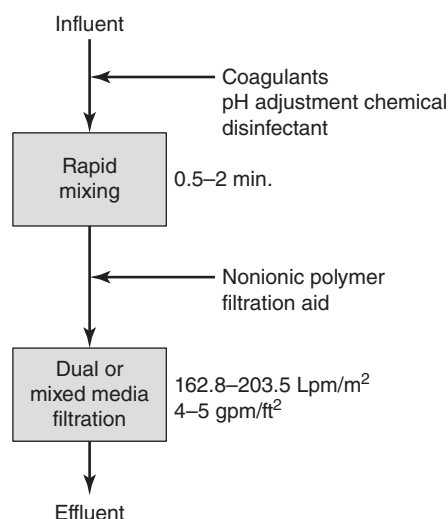 Influent
Coagulants
pH adjustment chemical
disinfectant
Rapid
mixing
0.5–2 min.
Nonionic polymer
filtration aid
Dual or
mixed media
filtration
162.8–203.5 Lpm/m²
4–5 gpm/ft²
Effluent